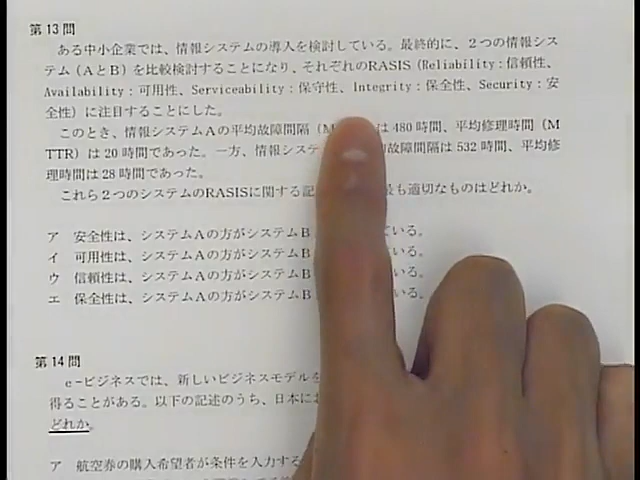 第13問
ある中小企業では、情報システムの導入を検討している。最終的に、2つの情報シス
テム（AとB）を比較検討することになり、それぞれのRASIS（Reliability：信頼性、
Availability：可用性、Serviceability：保守性、Integrity：保全性、Security：安
全性）に注目することにした。
このとき、情報システムAの平均故障間隔（M は 480 時間、平均修理時間（M
TTR）は 20 時間であった。一方、情報システ 故障間隔は 532 時間、平均修
理時間は 28 時間であった。
これら2つのシステムのRASISに関する記 最も適切なものはどれか。
ア 安全性は、システムAの方がシステムB ている。
イ 可用性は、システムAの方がシステムB いる。
ウ 信頼性は、システムAの方がシステムB いる。
エ 保全性は、システムAの方がシステムB いる。
第14問
e-ビジネスでは、新しいビジネスモデルを
得ることがある。以下の記述のうち、日本に
どれか。
ア 航空券の購入希望者が条件を入力する